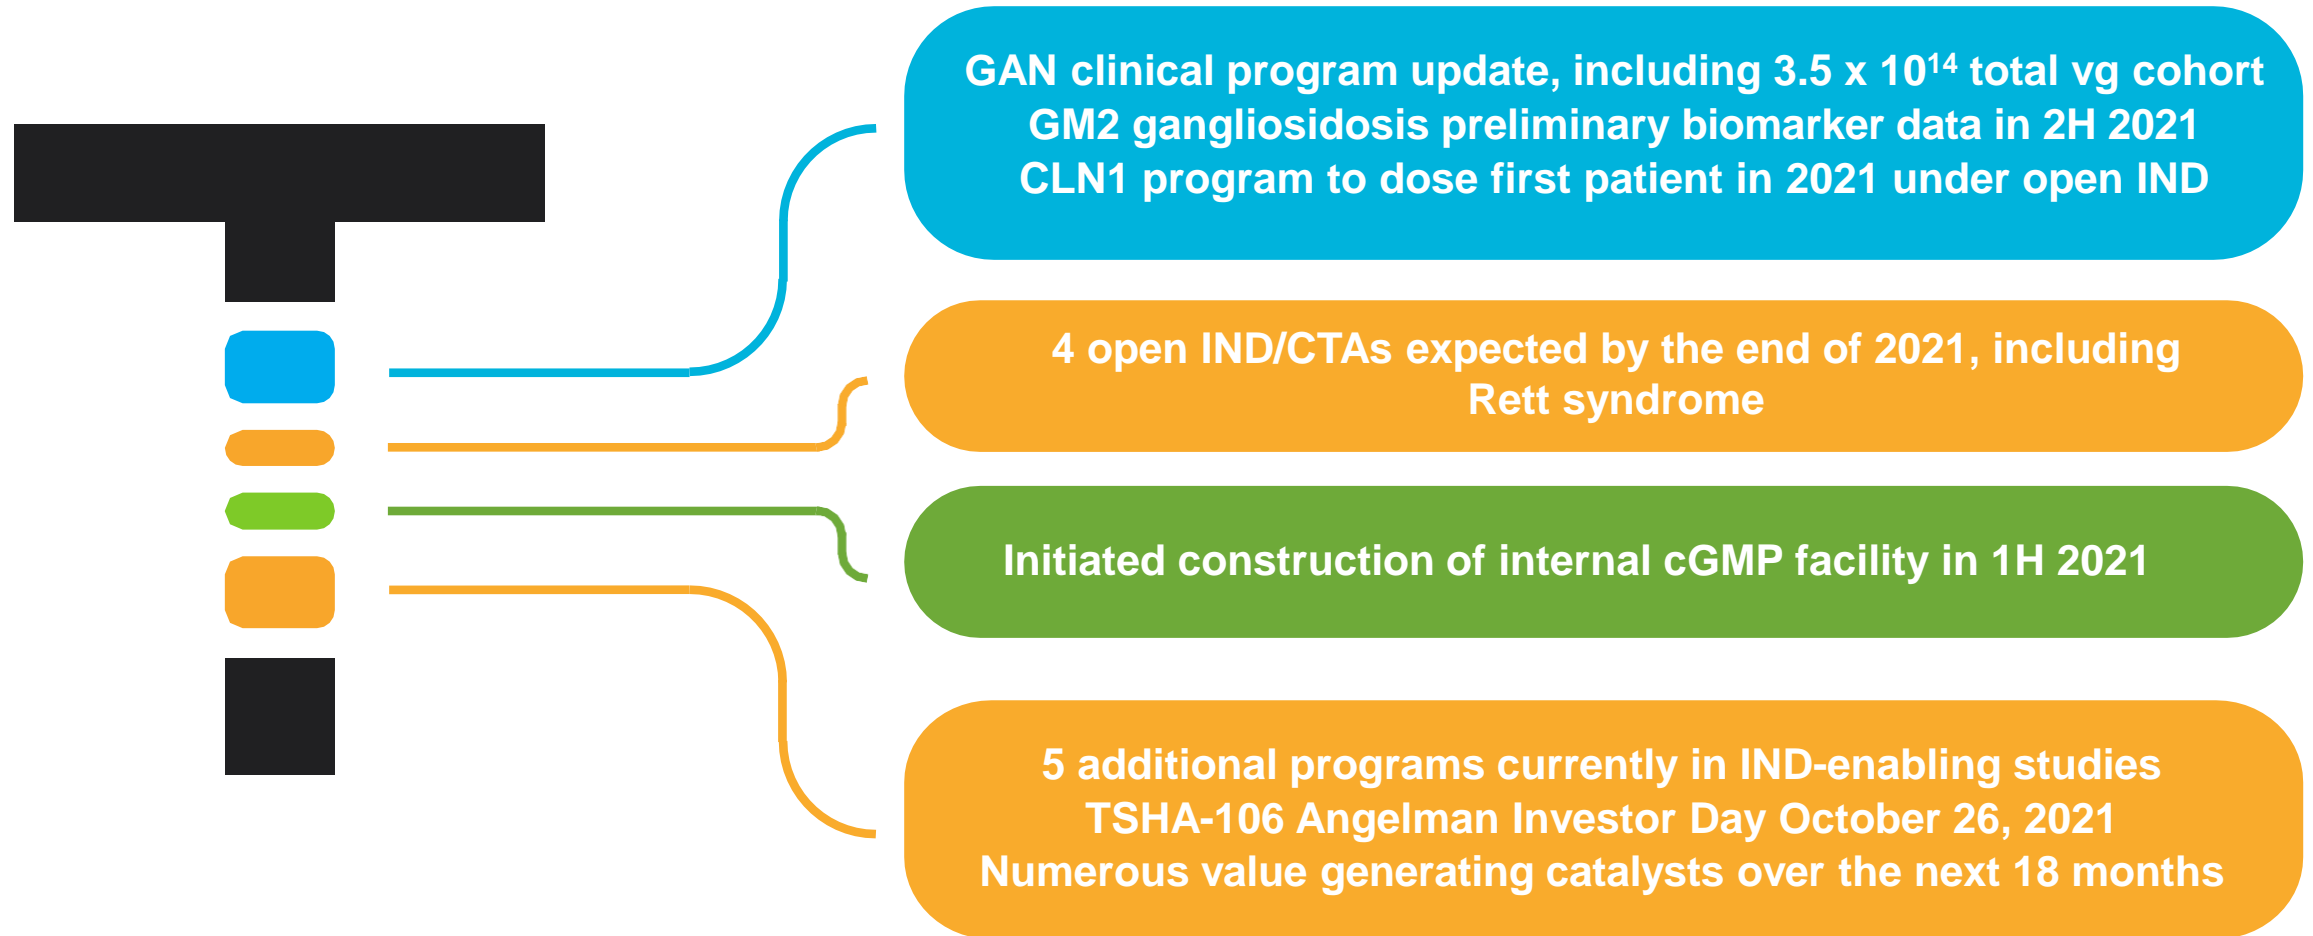 GAN clinical program update, including 3.5 x 10¹⁴ total vg cohort
GM2 gangliosidosis preliminary biomarker data in 2H 2021
CLN1 program to dose first patient in 2021 under open IND
4 open IND/CTAs expected by the end of 2021, including
Rett syndrome
Initiated construction of internal cGMP facility in 1H 2021
5 additional programs currently in IND-enabling studies
TSHA-106 Angelman Investor Day October 26, 2021
Numerous value generating catalysts over the next 18 months